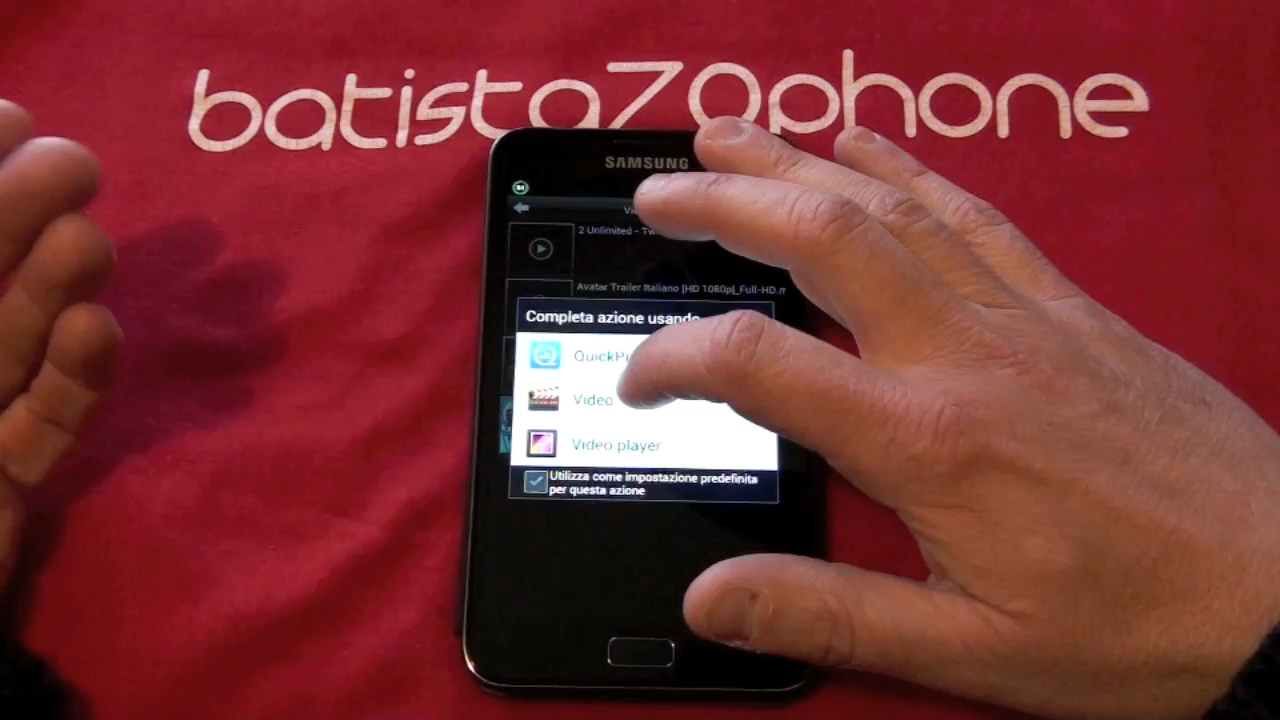 batista70phone
SAMSUNG
2 Unlimited - Tw
Avatar Trailer Italiano [HD 1080p]_Full-HD.m
Completa azione usando
Video
Video player
Utilizza come impostazione predefinita
per questa azione